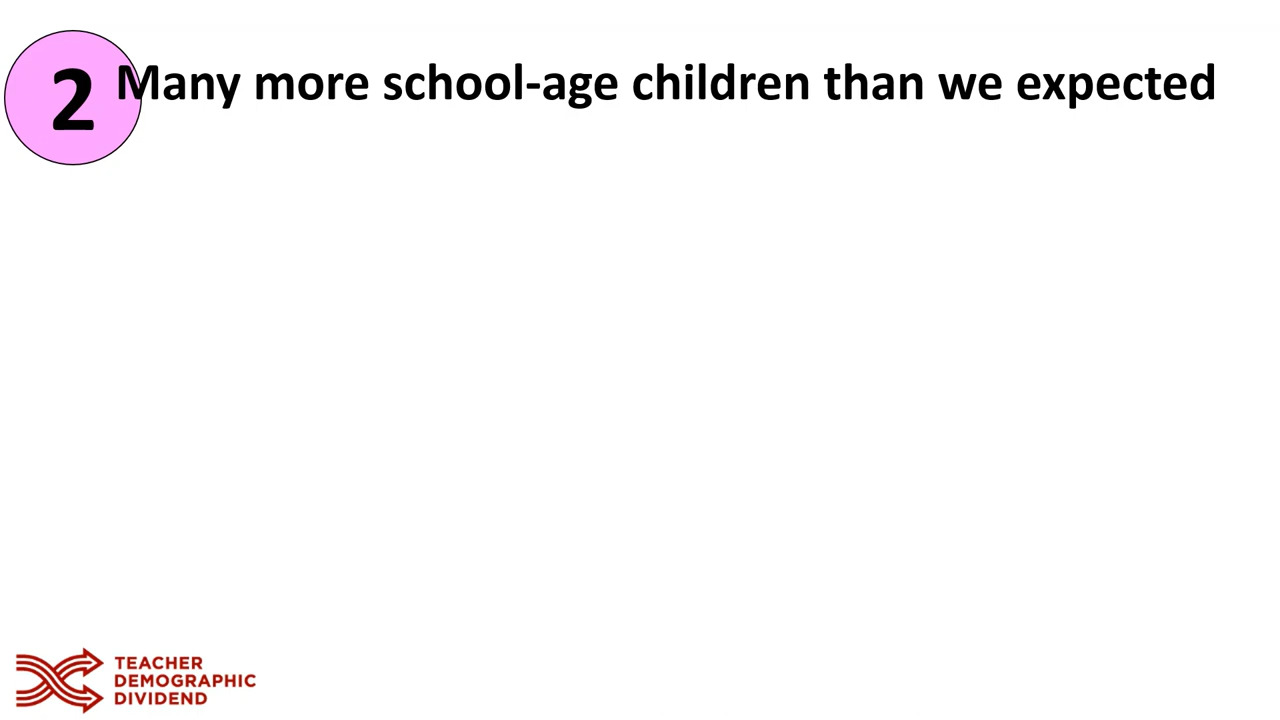 2
Many more school-age children than we expected
TEACHER
DEMOGRAPHIC
DIVIDEND